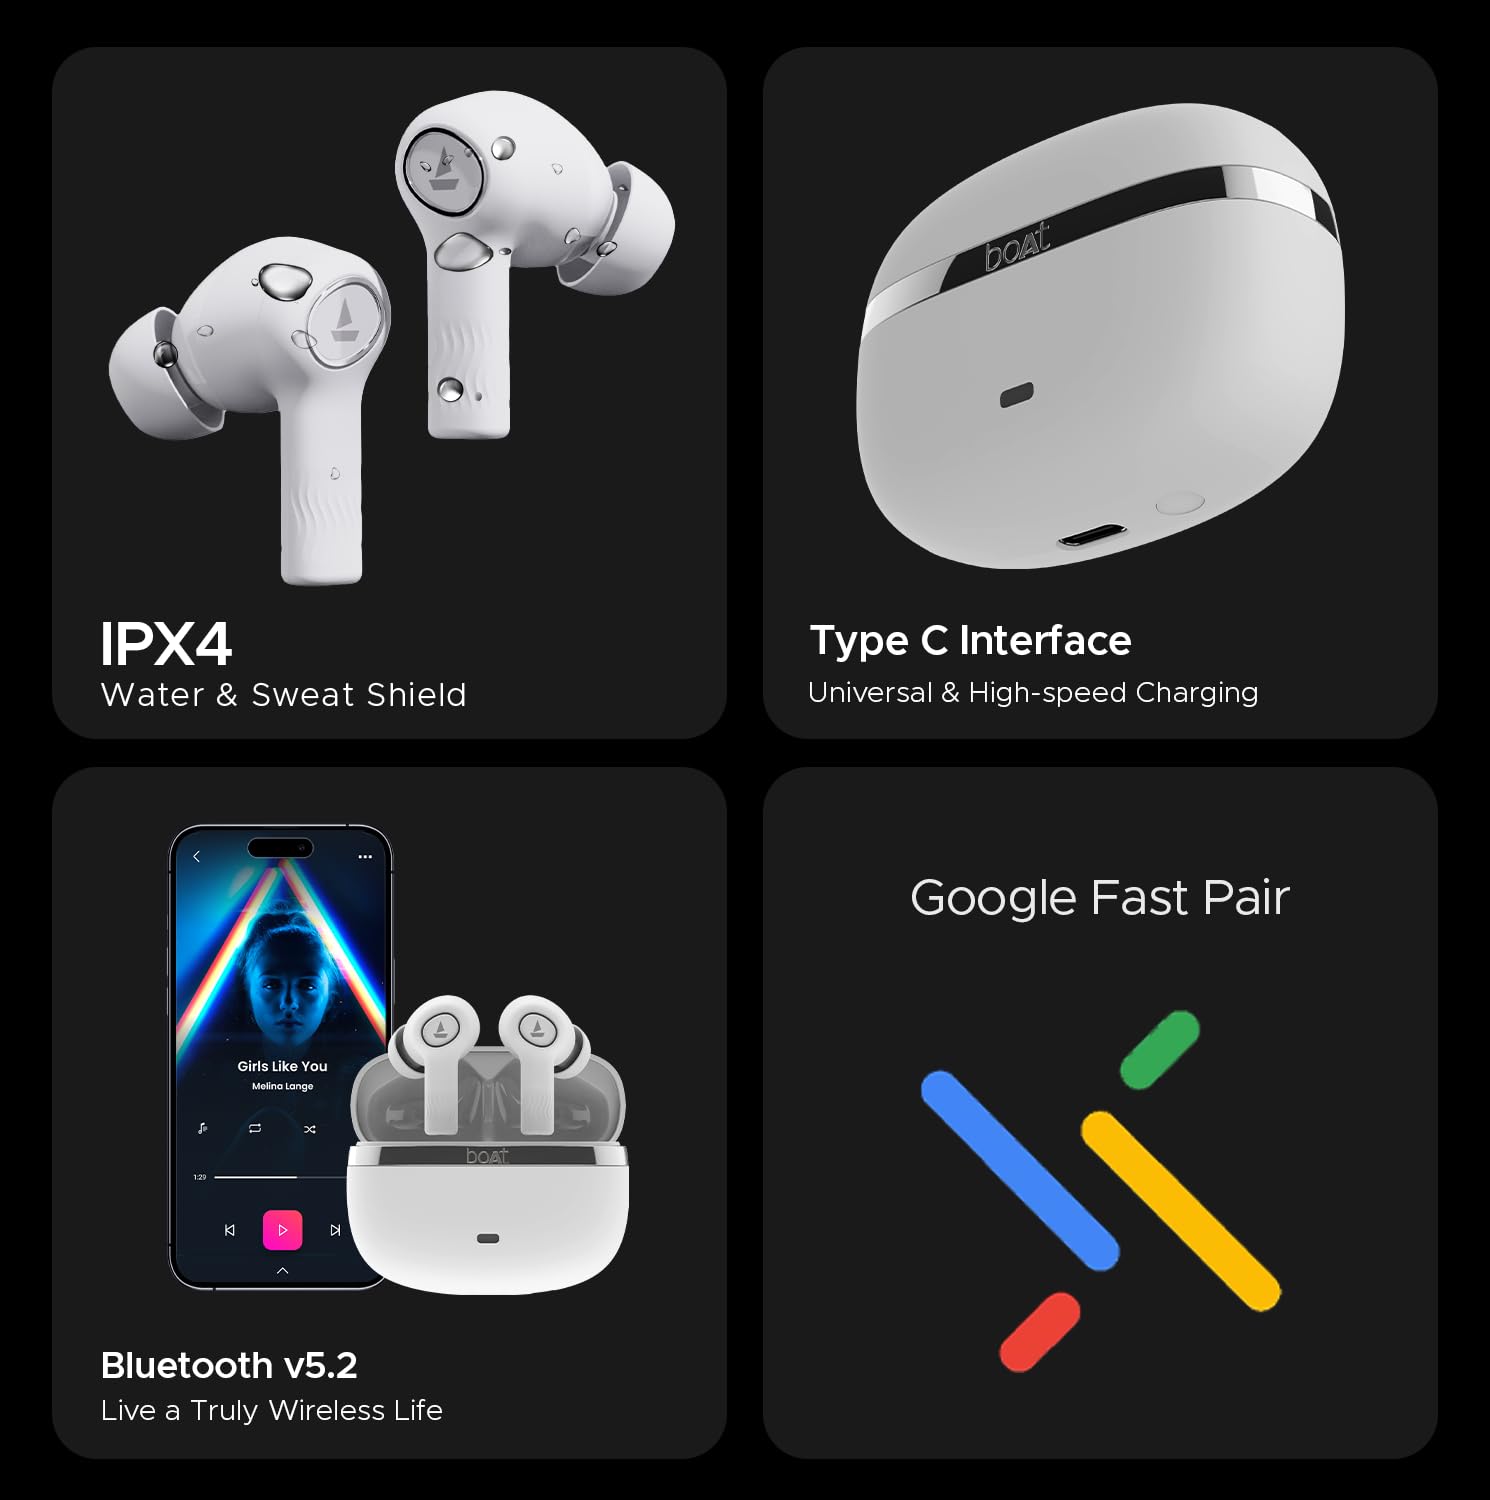 boAt
IPX4
Water & Sweat Shield
Type C Interface
Universal & High-speed Charging
Girls Like You
Melina Lange
1:29
boAt
Bluetooth v5.2
Live a Truly Wireless Life
Google Fast Pair